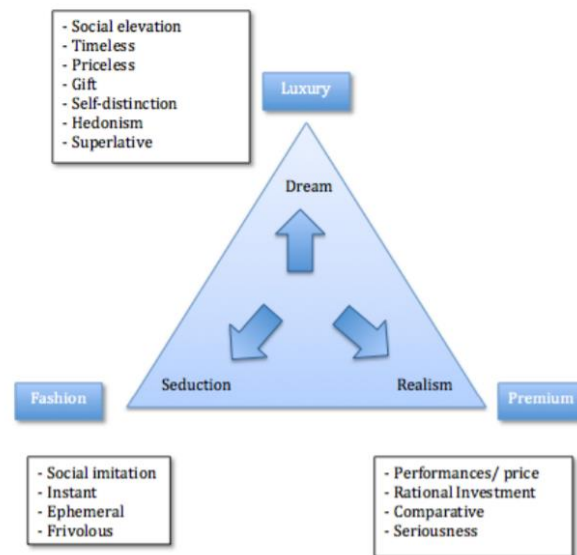 - Social elevation
- Timeless
- Priceless
- Gift
- Self-distinction
- Hedonism
- Superlative
Luxury
Dream
Seduction
Realism
Fashion
Premium
- Social imitation
- Instant
- Ephemeral
- Frivolous
- Performances/ price
- Rational Investment
- Comparative
- Seriousness